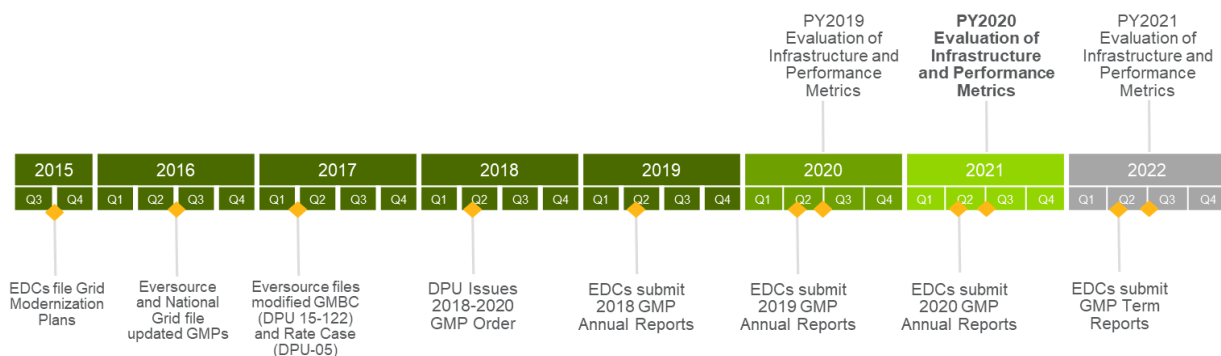 PY2019
Evaluation of
Infrastructure and
Performance
Metrics
PY2020
Evaluation of
Infrastructure
and Performance
Metrics
PY2021
Evaluation of
Infrastructure and
Performance
Metrics
2015 2016 2017 2018 2019 2020 2021 2022
Q3 Q4 Q1 Q2 Q3 Q4 Q1 Q2 Q3 Q4 Q1 Q2 Q3 Q4 Q1 Q2 Q3 Q4 Q1 Q2 Q3 Q4 Q1 Q2 Q3 Q4 Q1 Q2 Q3 Q4
EDCs file Grid
Modernization
Plans
Eversource
and National
Grid file
updated GMPs
Eversource files
modified GMBC
(DPU 15-122)
and Rate Case
(DPU-05)
DPU Issues
2018-2020
GMP Order
EDCs submit
2018 GMP
Annual Reports
EDCs submit
2019 GMP
Annual Reports
EDCs submit
2020 GMP
Annual Reports
EDCs submit
GMP Term
Reports